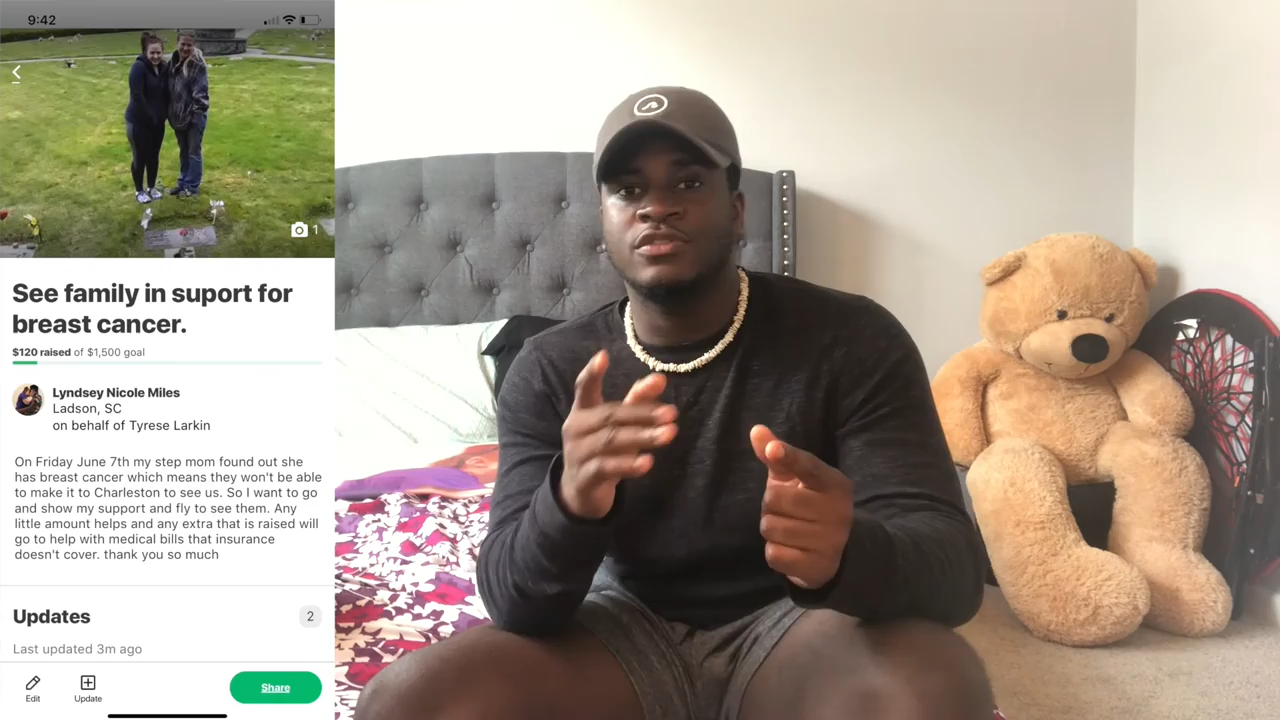 9:42
1
See family in suport for
breast cancer.
$120 raised of $1,500 goal
Lyndsey Nicole Miles
Ladson, SC
on behalf of Tyrese Larkin
On Friday June 7th my step mom found out she
has breast cancer which means they won't be able
to make it to Charleston to see us. So I want to go
and show my support and fly to see them. Any
little amount helps and any extra that is raised will
go to help with medical bills that insurance
doesn't cover. thank you so much
Updates 2
Last updated 3m ago
Edit Update Share